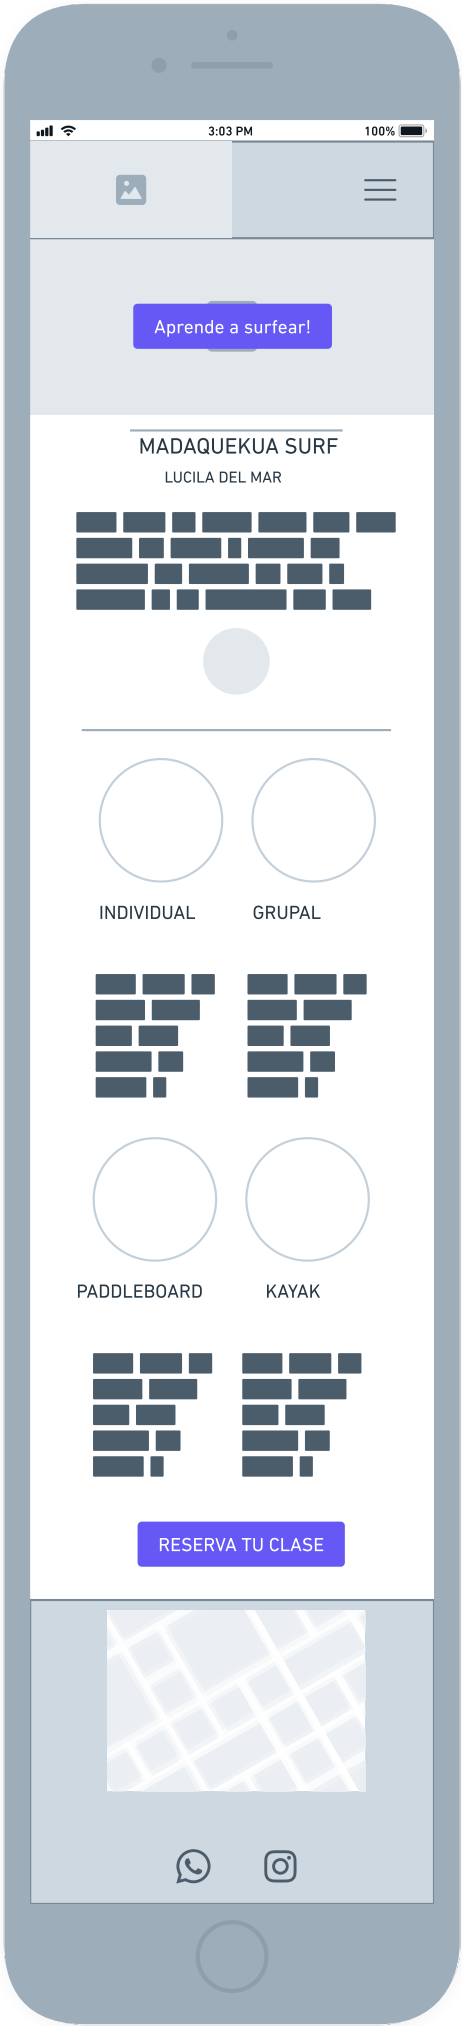 3:03 PM 100%
Aprende a surfear!
MADAQUEKUA SURF
LUCILA DEL MAR
INDIVIDUAL GRUPAL
PADDLEBOARD KAYAK
RESERVA TU CLASE